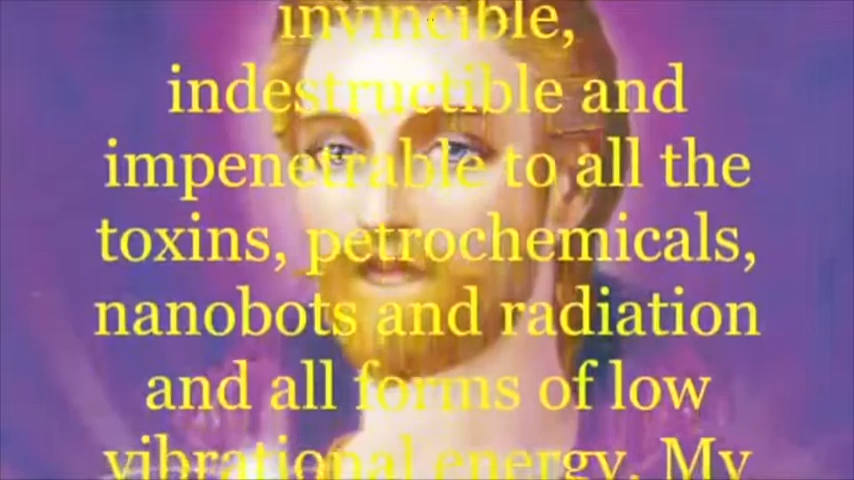 invincible,
indestructible and
impenetrable to all the
toxins, petrochemicals,
nanobots and radiation
and all forms of low
vibrational energy. My